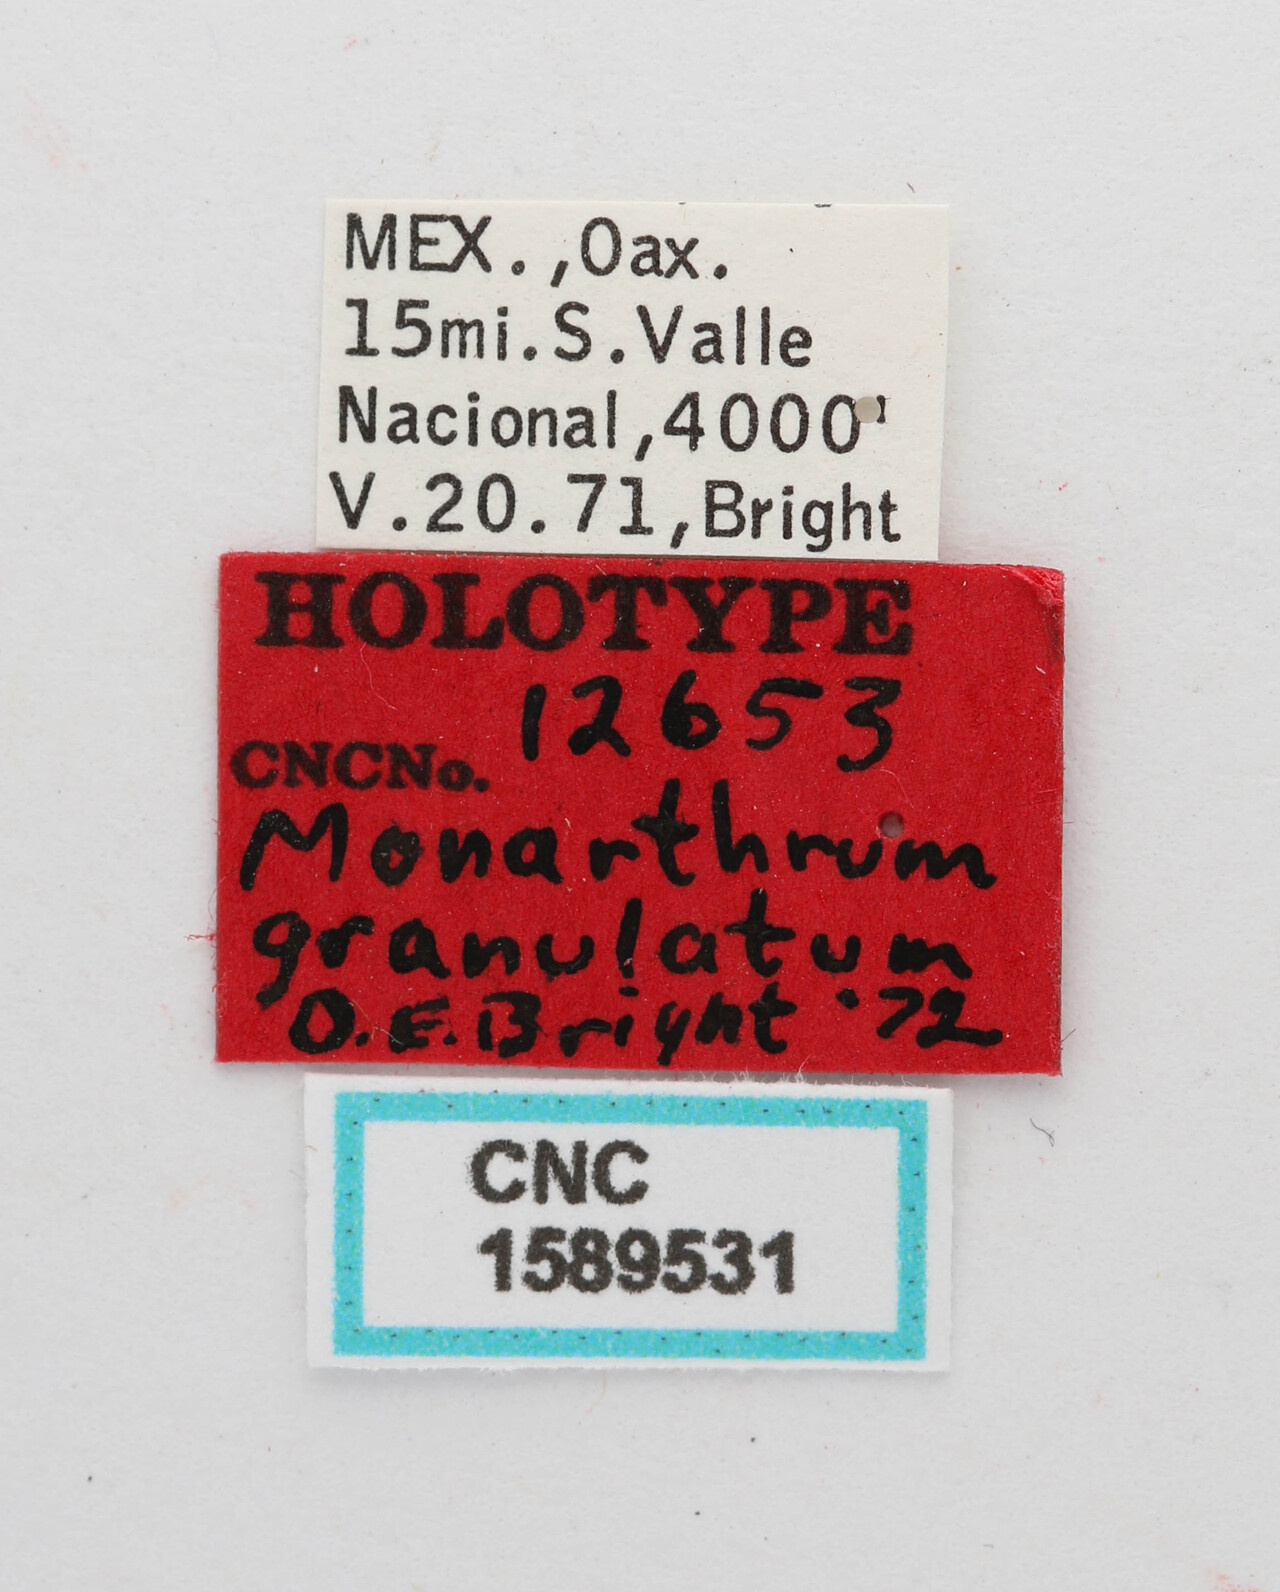 MEX.,Oax.
15mi.S.Valle
Nacional,4000'
V.20.71,Bright
HOLOTYPE
12653
CNCNo.
Monarthrum
granulatum
D.E.Bright '72
CNC
1589531